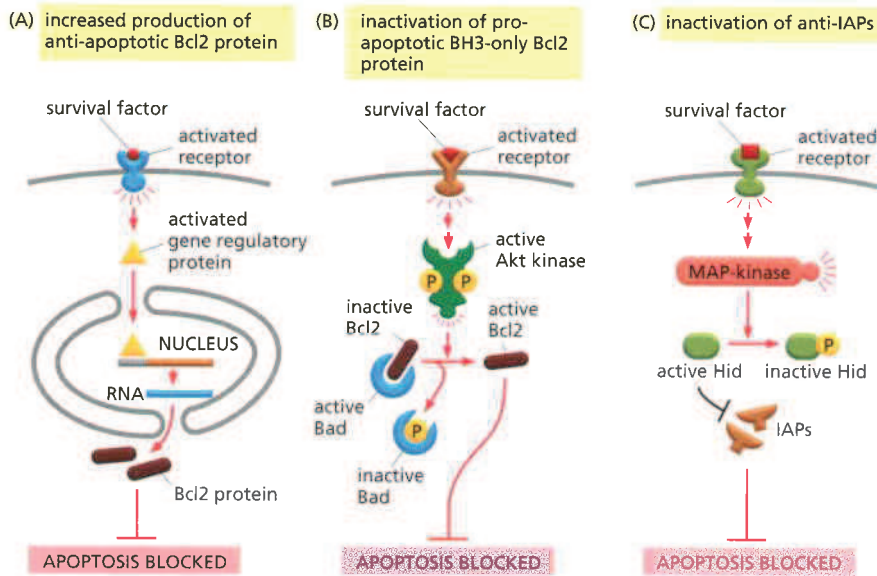 (A) increased production of
anti-apoptotic Bcl2 protein
survival factor
activated
receptor
activated
gene regulatory
protein
NUCLEUS
RNA
Bcl2 protein
APOPTOSIS BLOCKED
(B) inactivation of pro-
apoptotic BH3-only Bcl2
protein
survival factor
activated
receptor
active
Akt kinase
P P
inactive
Bcl2
active
Bcl2
active
Bad
P
inactive
Bad
APOPTOSIS BLOCKED
(C) inactivation of anti-IAPs
survival factor
activated
receptor
MAP-kinase
P
active Hid
inactive Hid
IAPs
APOPTOSIS BLOCKED